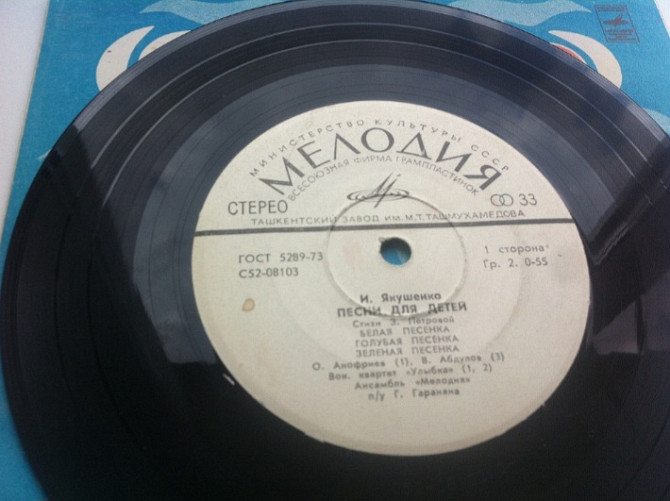 МИНИСТЕРСТВО КУЛЬТУРЫ СССР
МЕЛОДИЯ
ВСЕСОЮЗНАЯ ФИРМА ГРАМПЛАСТИНОК
СТЕРЕО 33
ТАШКЕНТСКИЙ ЗАВОД ИМ. М.Т.ТАШМУХАМЕДОВА
ГОСТ 5289-73
С52-08103
1 сторона
Гр. 2. 0-55
И. Якушенко
ПЕСНИ ДЛЯ ДЕТЕЙ
Стихи З. Петровой
БЕЛАЯ ПЕСЕНКА
ГОЛУБАЯ ПЕСЕНКА
ЗЕЛЕНАЯ ПЕСЕНКА
О. Анофриев (1), В. Абдулов (3)
Вок. квартет «Улыбка» (1, 2)
Ансамбль «Мелодия»
п/у Г. Гараняна